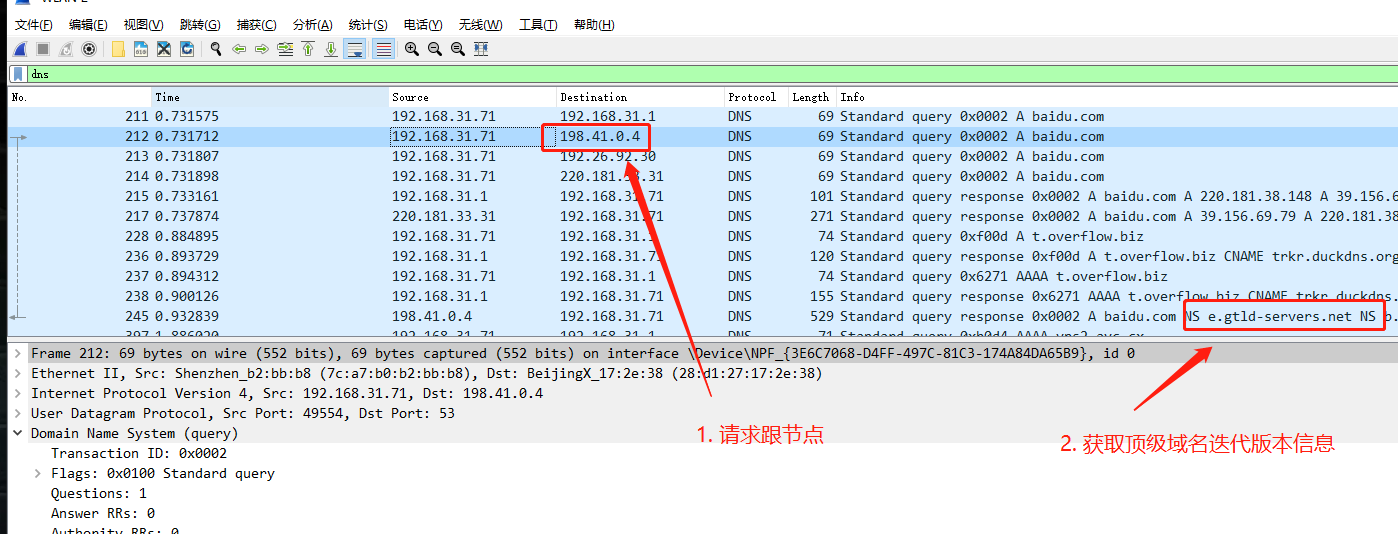 文件(F) 编辑(E) 视图(V) 跳转(G) 捕获(C) 分析(A) 统计(S) 电话(Y) 无线(W) 工具(T) 帮助(H)
dns
No. Time Source Destination Protocol Length Info
211 0.731575 192.168.31.71 192.168.31.1 DNS 69 Standard query 0x0002 A baidu.com
212 0.731712 192.168.31.71 198.41.0.4 DNS 69 Standard query 0x0002 A baidu.com
213 0.731807 192.168.31.71 192.26.92.30 DNS 69 Standard query 0x0002 A baidu.com
214 0.731898 192.168.31.71 220.181.33.31 DNS 69 Standard query 0x0002 A baidu.com
215 0.733161 192.168.31.1 192.168.31.71 DNS 101 Standard query response 0x0002 A baidu.com A 220.181.38.148 A 39.156.6
217 0.737874 220.181.33.31 192.168.31.71 DNS 271 Standard query response 0x0002 A baidu.com A 39.156.69.79 A 220.181.38
228 0.884895 192.168.31.71 192.168.31.1 DNS 74 Standard query 0xf00d A t.overflow.biz
236 0.893729 192.168.31.1 192.168.31.71 DNS 120 Standard query response 0xf00d A t.overflow.biz CNAME trkr.duckdns.org
237 0.894312 192.168.31.71 192.168.31.1 DNS 74 Standard query 0x6271 AAAA t.overflow.biz
238 0.900126 192.168.31.1 192.168.31.71 DNS 155 Standard query response 0x6271 AAAA t.overflow.biz CNAME trkr.duckdns.
245 0.932839 198.41.0.4 192.168.31.71 DNS 529 Standard query response 0x0002 A baidu.com NS e.gtld-servers.net NS b.
Frame 212: 69 bytes on wire (552 bits), 69 bytes captured (552 bits) on interface \Device\NPF_{3E6C7068-D4FF-497C-81C3-174A84DA65B9}, id 0
Ethernet II, Src: Shenzhen_b2:bb:b8 (7c:a7:b0:b2:bb:b8), Dst: BeijingX_17:2e:38 (28:d1:27:17:2e:38)
Internet Protocol Version 4, Src: 192.168.31.71, Dst: 198.41.0.4
User Datagram Protocol, Src Port: 49554, Dst Port: 53
Domain Name System (query)
1. 请求跟节点
2. 获取顶级域名迭代版本信息
Transaction ID: 0x0002
Flags: 0x0100 Standard query
Questions: 1
Answer RRs: 0
Authority RRs: 0